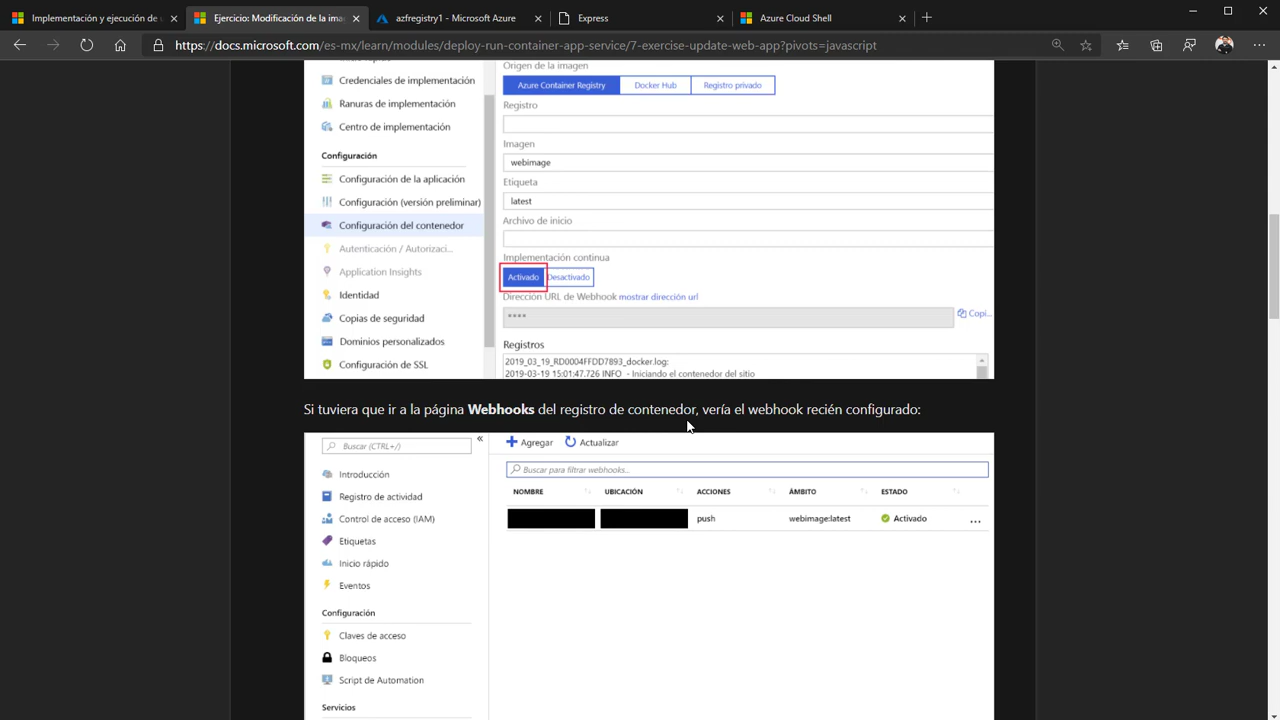 Implementación y ejecución de u
Ejercicio: Modificación de la ima
azfregistry1 - Microsoft Azure
Express
Azure Cloud Shell
https://docs.microsoft.com/es-mx/learn/modules/deploy-run-container-app-service/7-exercise-update-web-app?pivots=javascript
Credenciales de implementación
Ranuras de implementación
Centro de implementación
Configuración
Configuración de la aplicación
Configuración (versión preliminar)
Configuración del contenedor
Autenticación / Autorizaci...
Application Insights
Identidad
Copias de seguridad
Dominios personalizados
Configuración de SSL
Origen de la imagen
Azure Container Registry
Docker Hub
Registro privado
Registro
Imagen
webimage
Etiqueta
latest
Archivo de inicio
Implementación continua
Activado
Desactivado
Dirección URL de Webhook mostrar dirección url
****
Copi...
Registros
2019_03_19_RD0004FFDD7893_docker.log:
2019-03-19 15:01:47.726 INFO - Iniciando el contenedor del sitio
Si tuviera que ir a la página Webhooks del registro de contenedor, vería el webhook recién configurado:
Buscar (CTRL+/)
«
Introducción
Registro de actividad
Control de acceso (IAM)
Etiquetas
Inicio rápido
Eventos
Configuración
Claves de acceso
Bloqueos
Script de Automation
Servicios
Agregar
Actualizar
Buscar para filtrar webhooks...
NOMBRE
UBICACIÓN
ACCIONES
ÁMBITO
ESTADO
push
webimage:latest
Activado
...